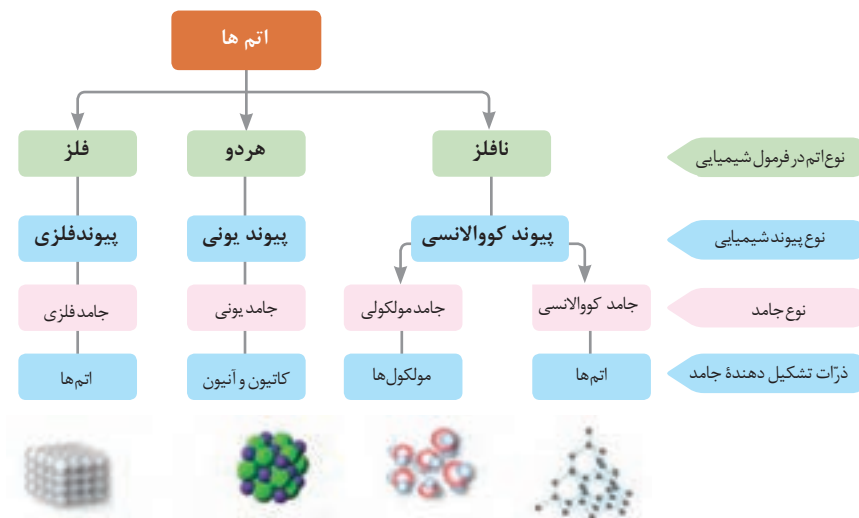 اتم ها
نوع اتم در فرمول شیمیایی
نافلز
هردو
فلز
نوع پیوند شیمیایی
پیوند کووالانسی
پیوند یونی
پیوندفلزی
نوع جامد
جامد کووالانسی
جامد مولکولی
جامد یونی
جامد فلزی
ذرّات تشکیل دهندۀ جامد
اتم‌ها
مولکول‌ها
کاتیون و آنیون
اتم‌ها